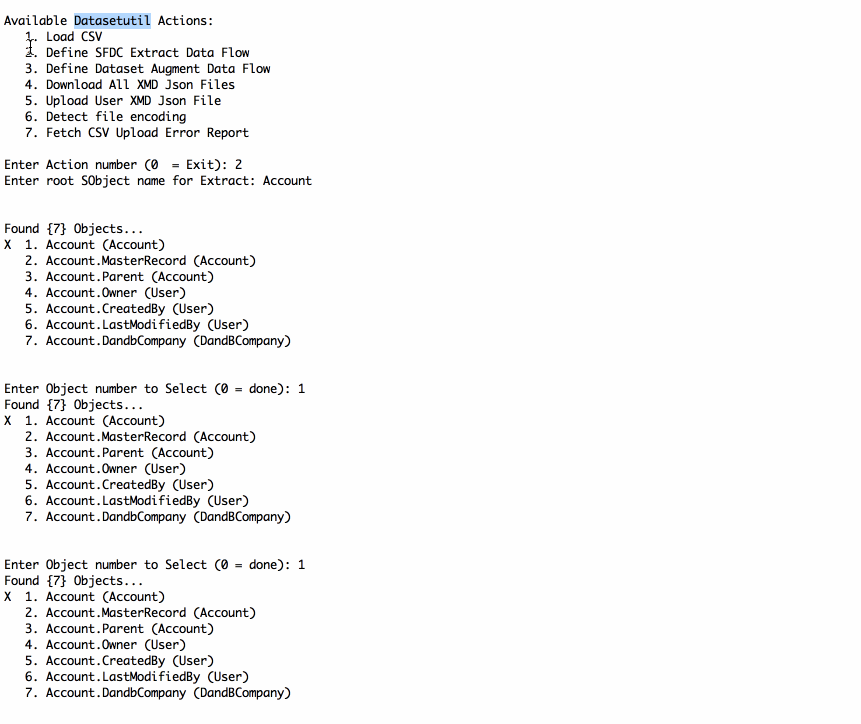 Available Datasetutil Actions:
1. Load CSV
2. Define SFDC Extract Data Flow
3. Define Dataset Augment Data Flow
4. Download All XMD Json Files
5. Upload User XMD Json File
6. Detect file encoding
7. Fetch CSV Upload Error Report
Enter Action number (0  = Exit): 2
Enter root SObject name for Extract: Account
Found {7} Objects...
X  1. Account (Account)
2. Account.MasterRecord (Account)
3. Account.Parent (Account)
4. Account.Owner (User)
5. Account.CreatedBy (User)
6. Account.LastModifiedBy (User)
7. Account.DandbCompany (DandBCompany)
Enter Object number to Select (0 = done): 1
Found {7} Objects...
X  1. Account (Account)
2. Account.MasterRecord (Account)
3. Account.Parent (Account)
4. Account.Owner (User)
5. Account.CreatedBy (User)
6. Account.LastModifiedBy (User)
7. Account.DandbCompany (DandBCompany)
Enter Object number to Select (0 = done): 1
Found {7} Objects...
X  1. Account (Account)
2. Account.MasterRecord (Account)
3. Account.Parent (Account)
4. Account.Owner (User)
5. Account.CreatedBy (User)
6. Account.LastModifiedBy (User)
7. Account.DandbCompany (DandBCompany)